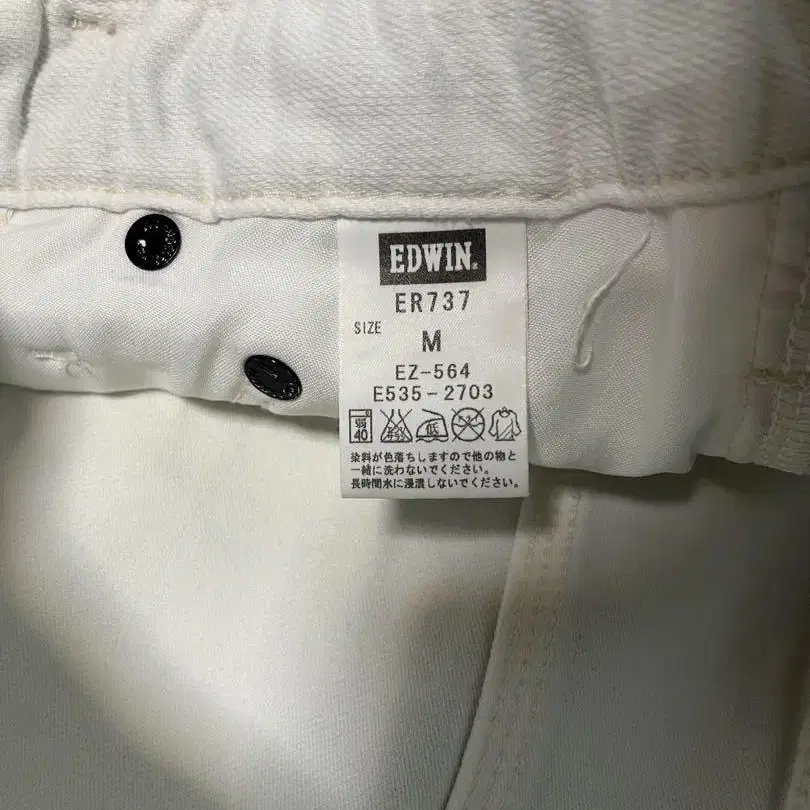 EDWIN.
ER737
SIZE
M
EZ-564
E535-2703
40
低
染料が色落ちしますので他の物と
一緒に洗わないでください。
長時間水に浸漬しないでください。